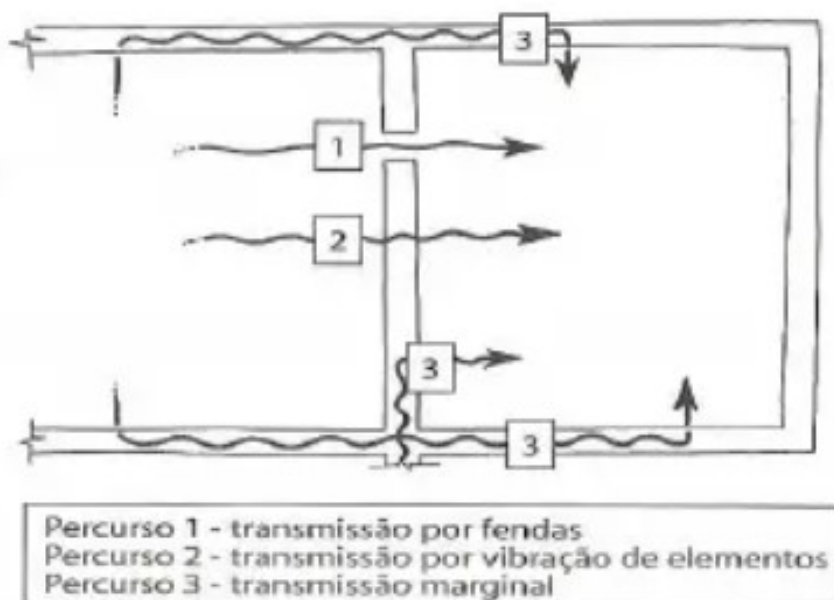 3
1
2
3
3
Percurso 1 - transmissão por fendas
Percurso 2 - transmissão por vibração de elementos
Percurso 3 - transmissão marginal